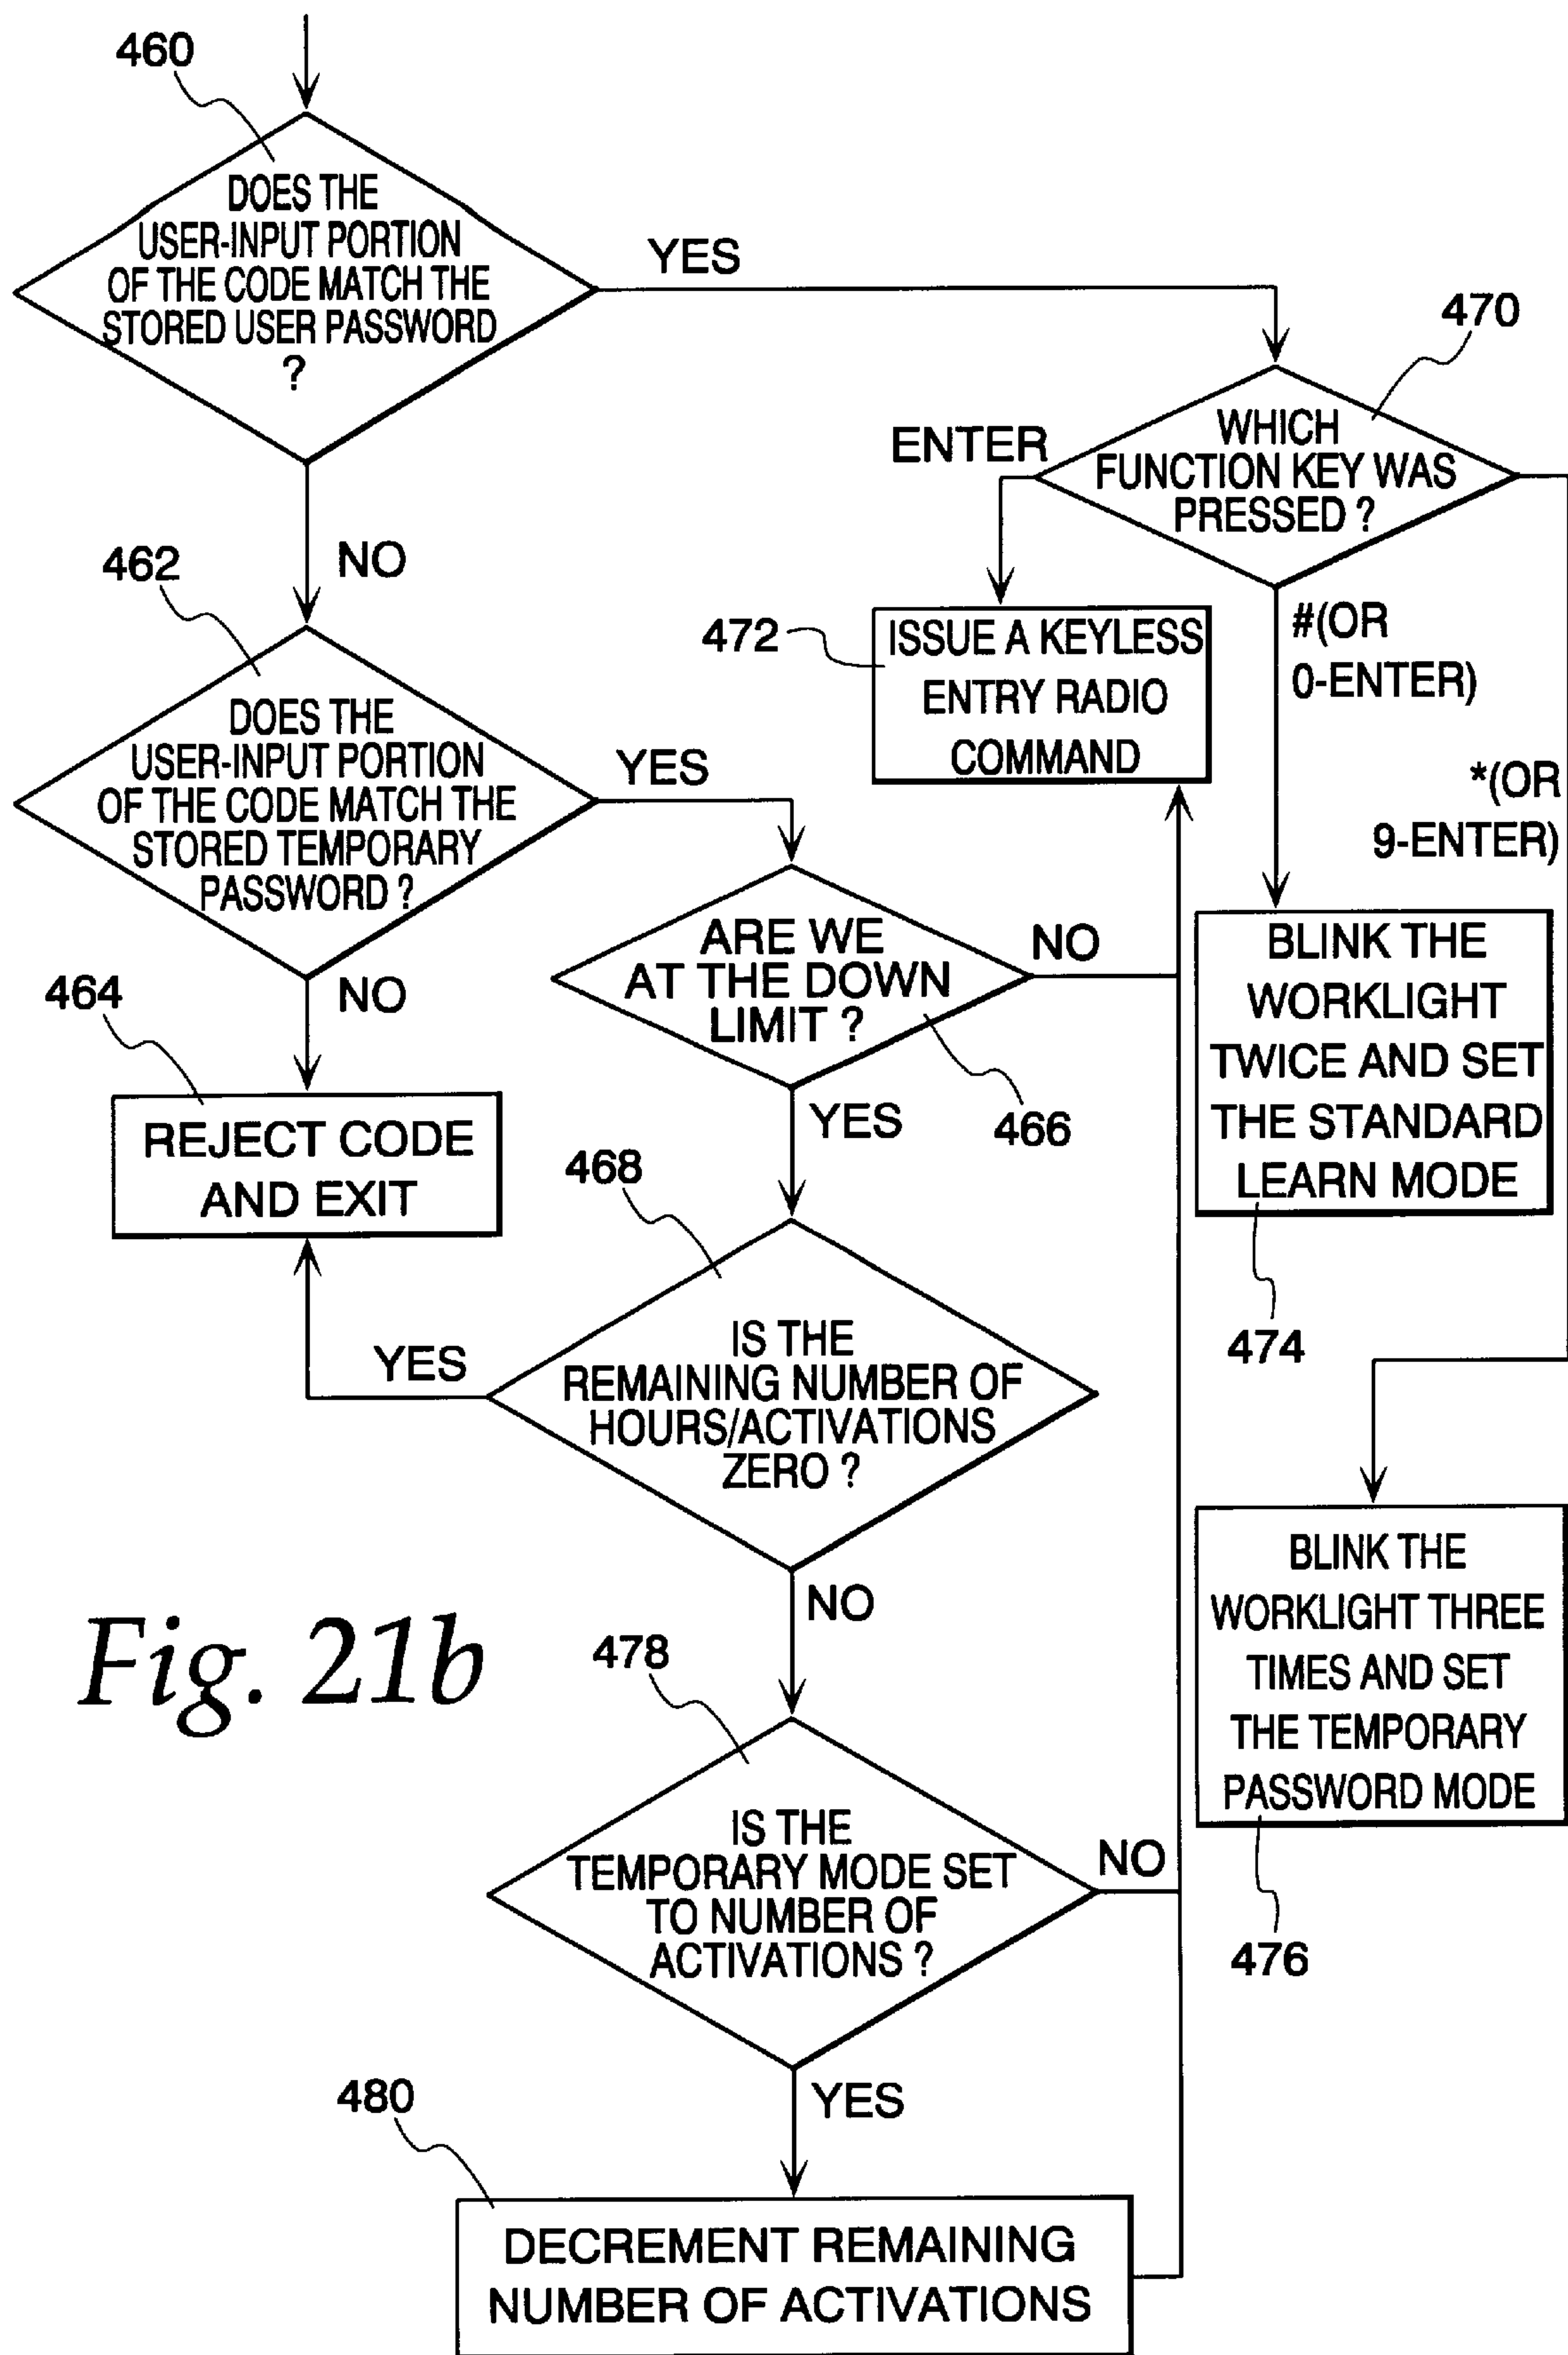 460
DOES THE
USER-INPUT PORTION
OF THE CODE MATCH THE
STORED USER PASSWORD
?
YES
NO
470
WHICH
FUNCTION KEY WAS
PRESSED ?
ENTER
#(OR
0-ENTER)
*(OR
9-ENTER)
472
ISSUE A KEYLESS
ENTRY RADIO
COMMAND
462
DOES THE
USER-INPUT PORTION
OF THE CODE MATCH THE
STORED TEMPORARY
PASSWORD ?
YES
NO
464
REJECT CODE
AND EXIT
ARE WE
AT THE DOWN
LIMIT ?
NO
YES
466
BLINK THE
WORKLIGHT
TWICE AND SET
THE STANDARD
LEARN MODE
474
468
IS THE
REMAINING NUMBER OF
HOURS/ACTIVATIONS
ZERO ?
YES
NO
BLINK THE
WORKLIGHT THREE
TIMES AND SET
THE TEMPORARY
PASSWORD MODE
476
Fig. 21b
478
IS THE
TEMPORARY MODE SET
TO NUMBER OF
ACTIVATIONS ?
NO
YES
480
DECREMENT REMAINING
NUMBER OF ACTIVATIONS